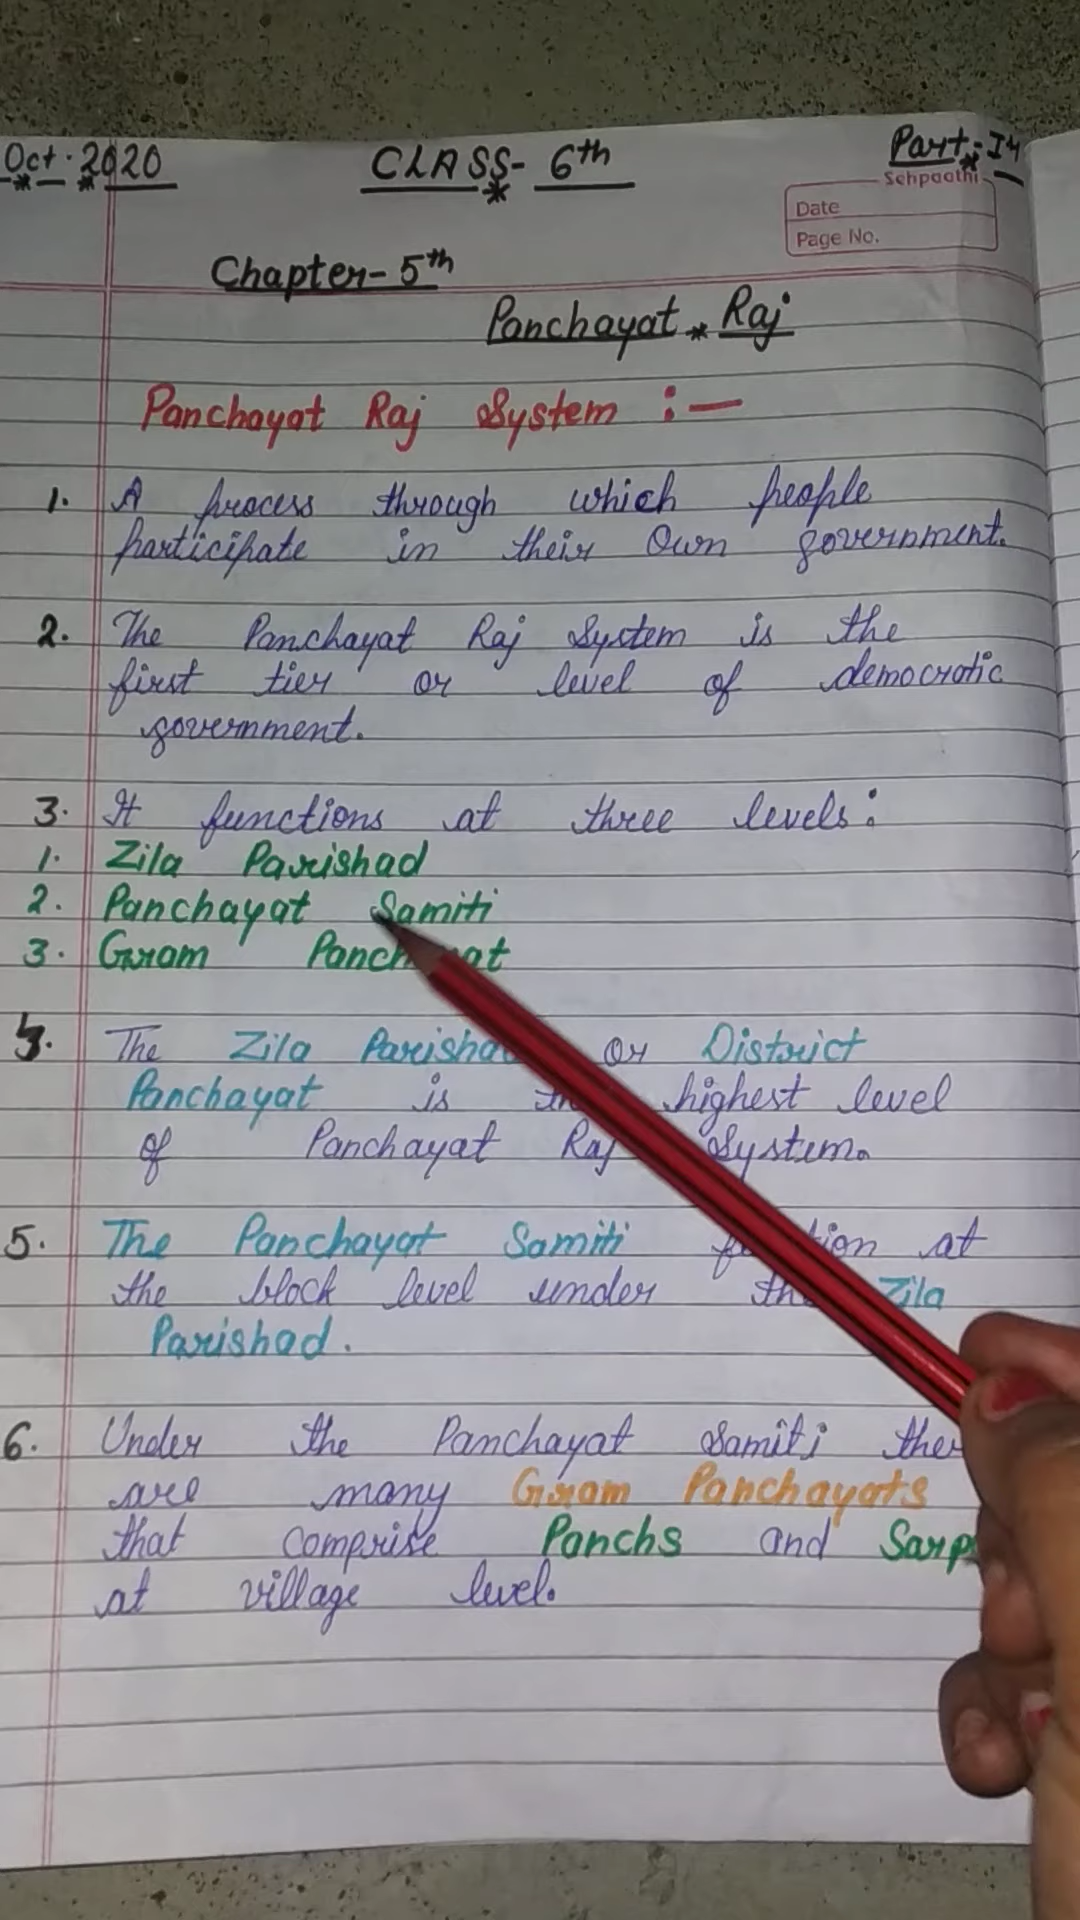 Oct. 2020 CLASS- 6th Part-
Sehpaathi
Date
Page No.
Chapter- 5th
Panchayat Raj
Panchayat Raj System :-
1. A process through which people
participate in their own government.
2. The Panchayat Raj System is the
first tier or level of democratic
government.
3. It functions at three levels:
1. Zila Parishad
2. Panchayat Samiti
3. Gram
The Zila or District
Panchayat is highest level
of Panchayat Raj System.
5. The Panchayat Samiti at
the block level under Zila
Parishad.
6. Under the Panchayat Samiti
are many Gram Panchayats
that comprise Panchs and
at village level.